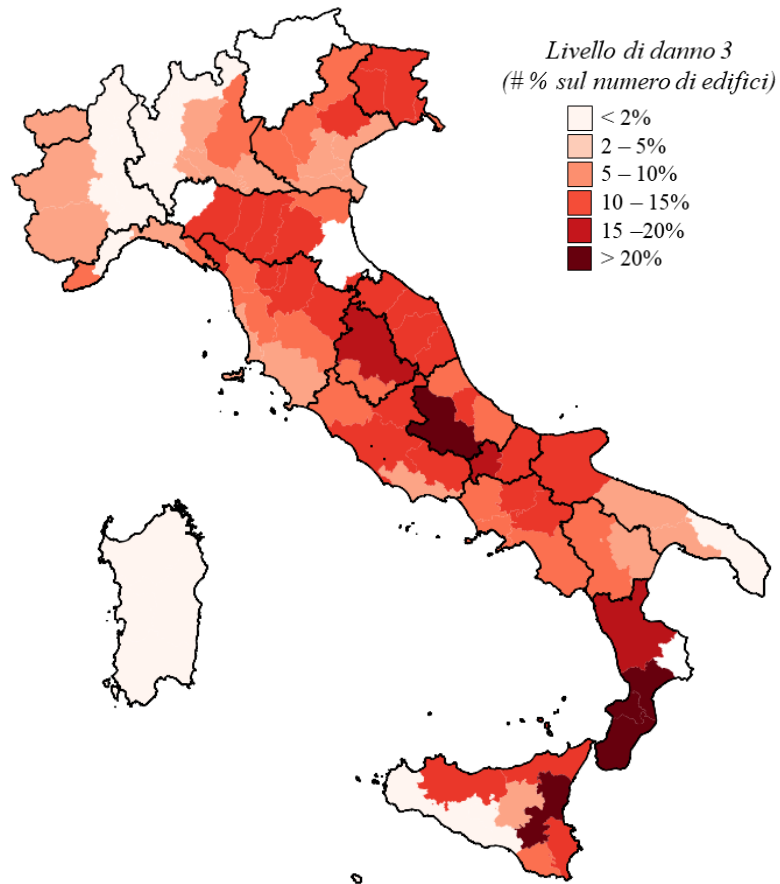 Livello di danno 3
(# % sul numero di edifici)
< 2%
2 – 5%
5 – 10%
10 – 15%
15 –20%
> 20%